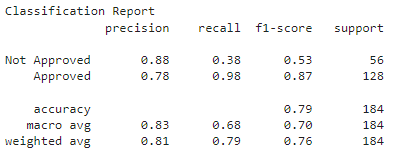 Classification Report
precision recall f1-score support
Not Approved 0.88 0.38 0.53 56
Approved 0.78 0.98 0.87 128
accuracy 0.79 184
macro avg 0.83 0.68 0.70 184
weighted avg 0.81 0.79 0.76 184